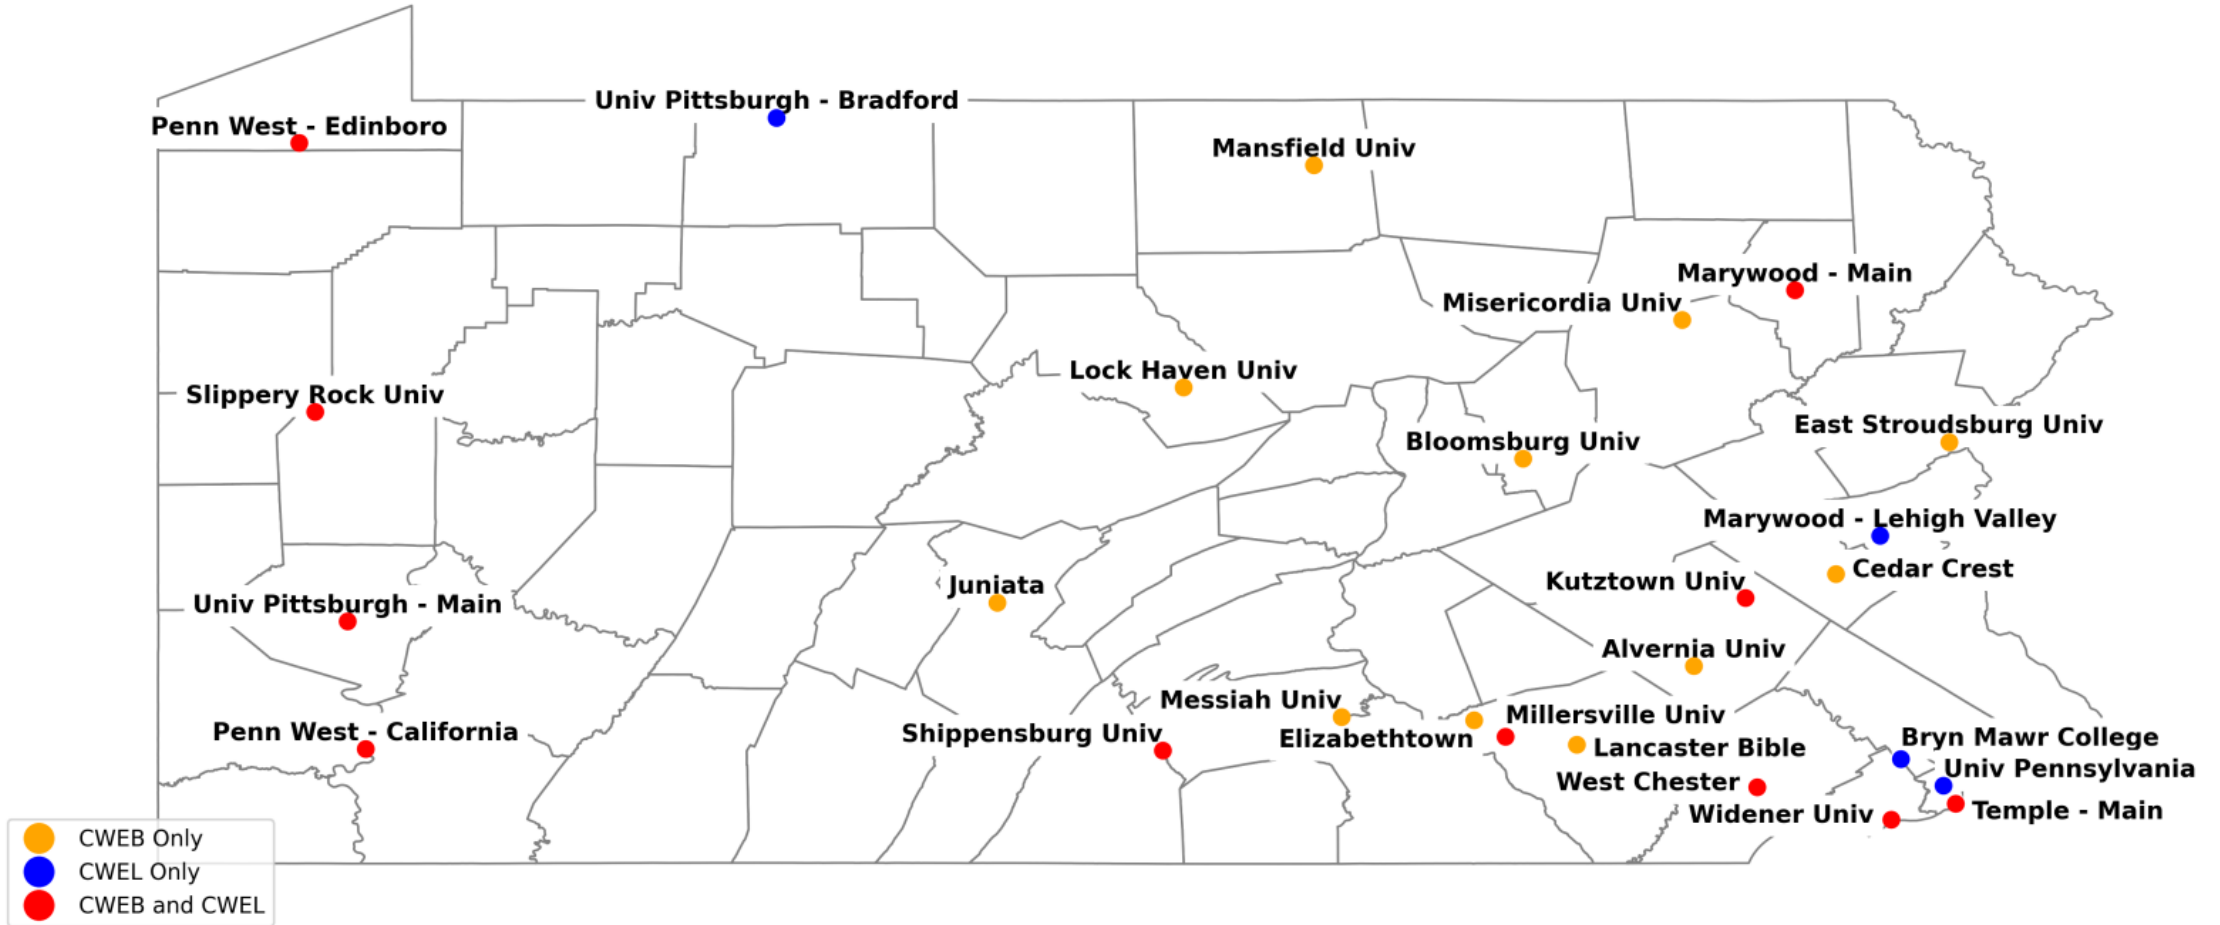 Univ Pittsburgh - Bradford
Penn West - Edinboro
Mansfield Univ
Marywood - Main
Misericordia Univ
Lock Haven Univ
Slippery Rock Univ
East Stroudsburg Univ
Bloomsburg Univ
Marywood - Lehigh Valley
Cedar Crest
Kutztown Univ
Juniata
Univ Pittsburgh - Main
Alvernia Univ
Messiah Univ
Millersville Univ
Penn West - California
Shippensburg Univ
Elizabethtown
Bryn Mawr College
Lancaster Bible
Univ Pennsylvania
West Chester
Temple - Main
Widener Univ
CWEB Only
CWEL Only
CWEB and CWEL